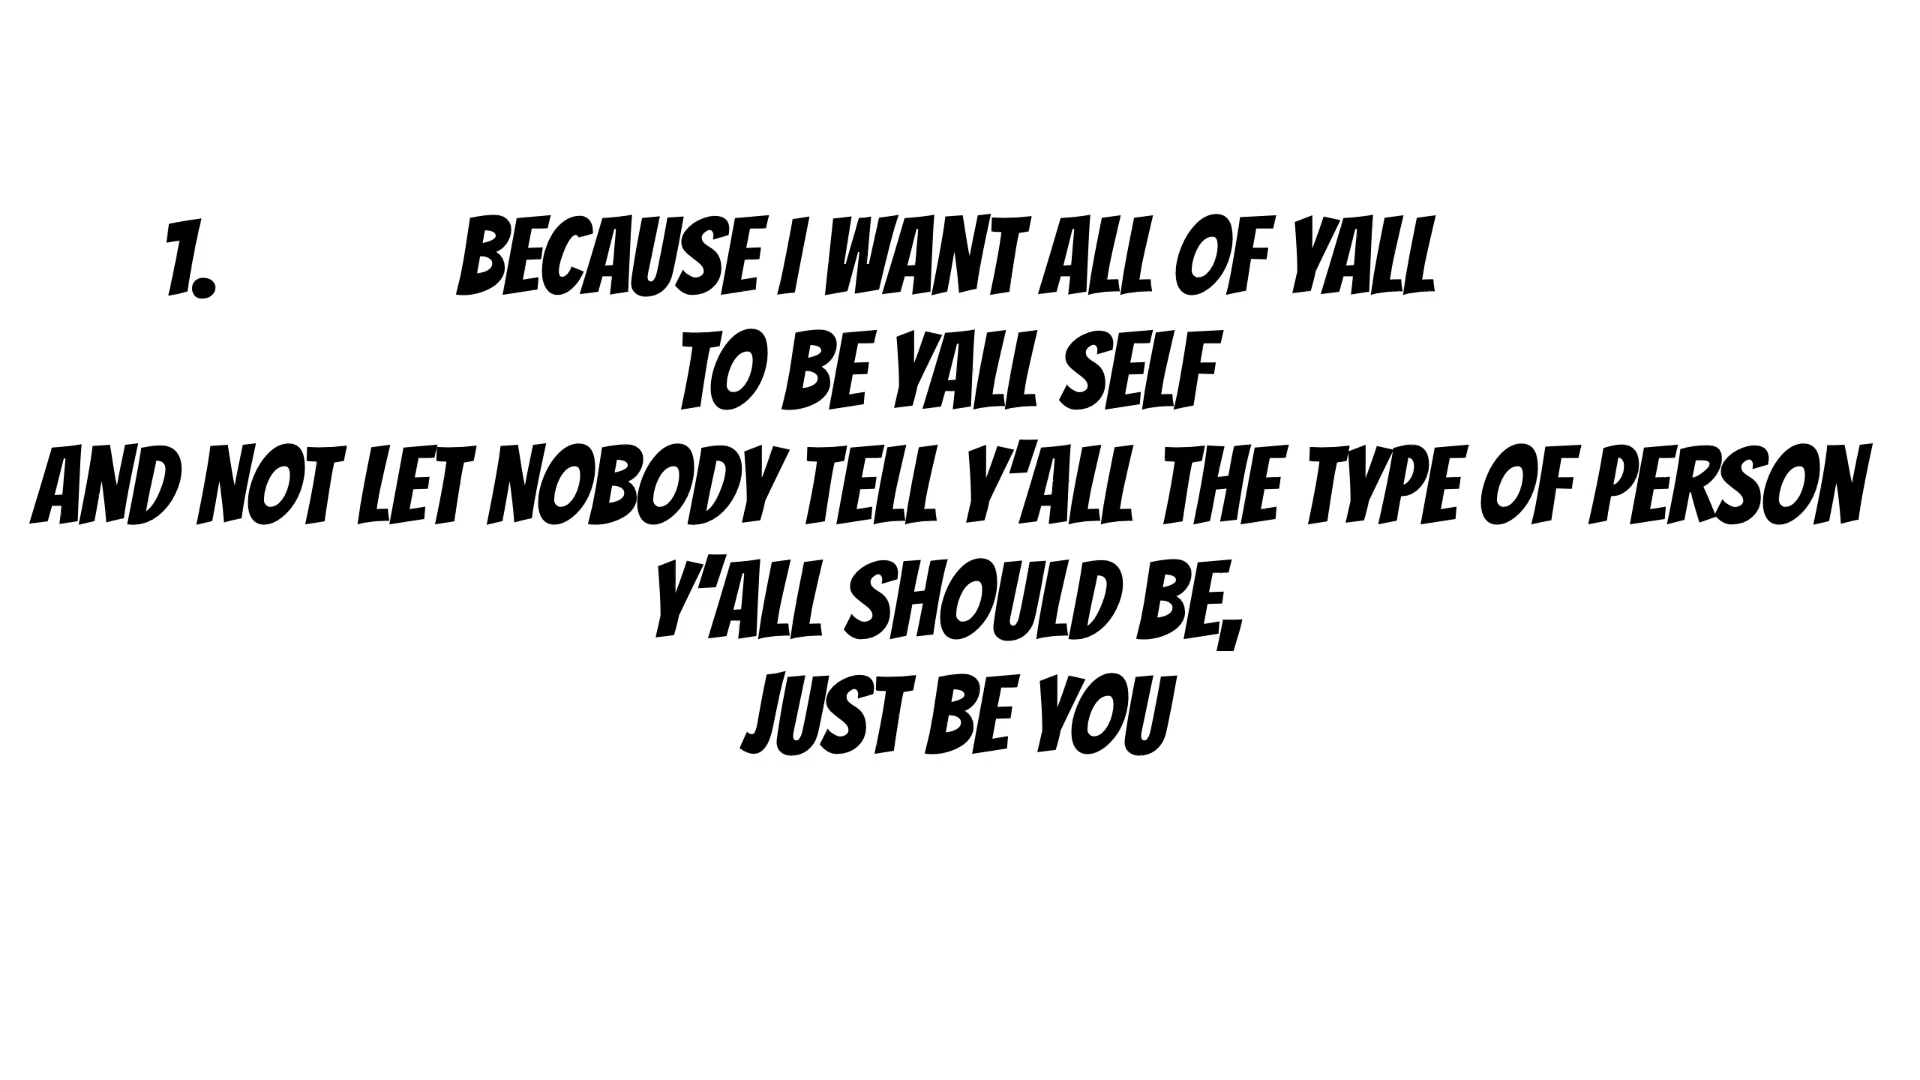 1. BECAUSE I WANT ALL OF YALL
TO BE YALL SELF
AND NOT LET NOBODY TELL Y'ALL THE TYPE OF PERSON
Y'ALL SHOULD BE,
JUST BE YOU